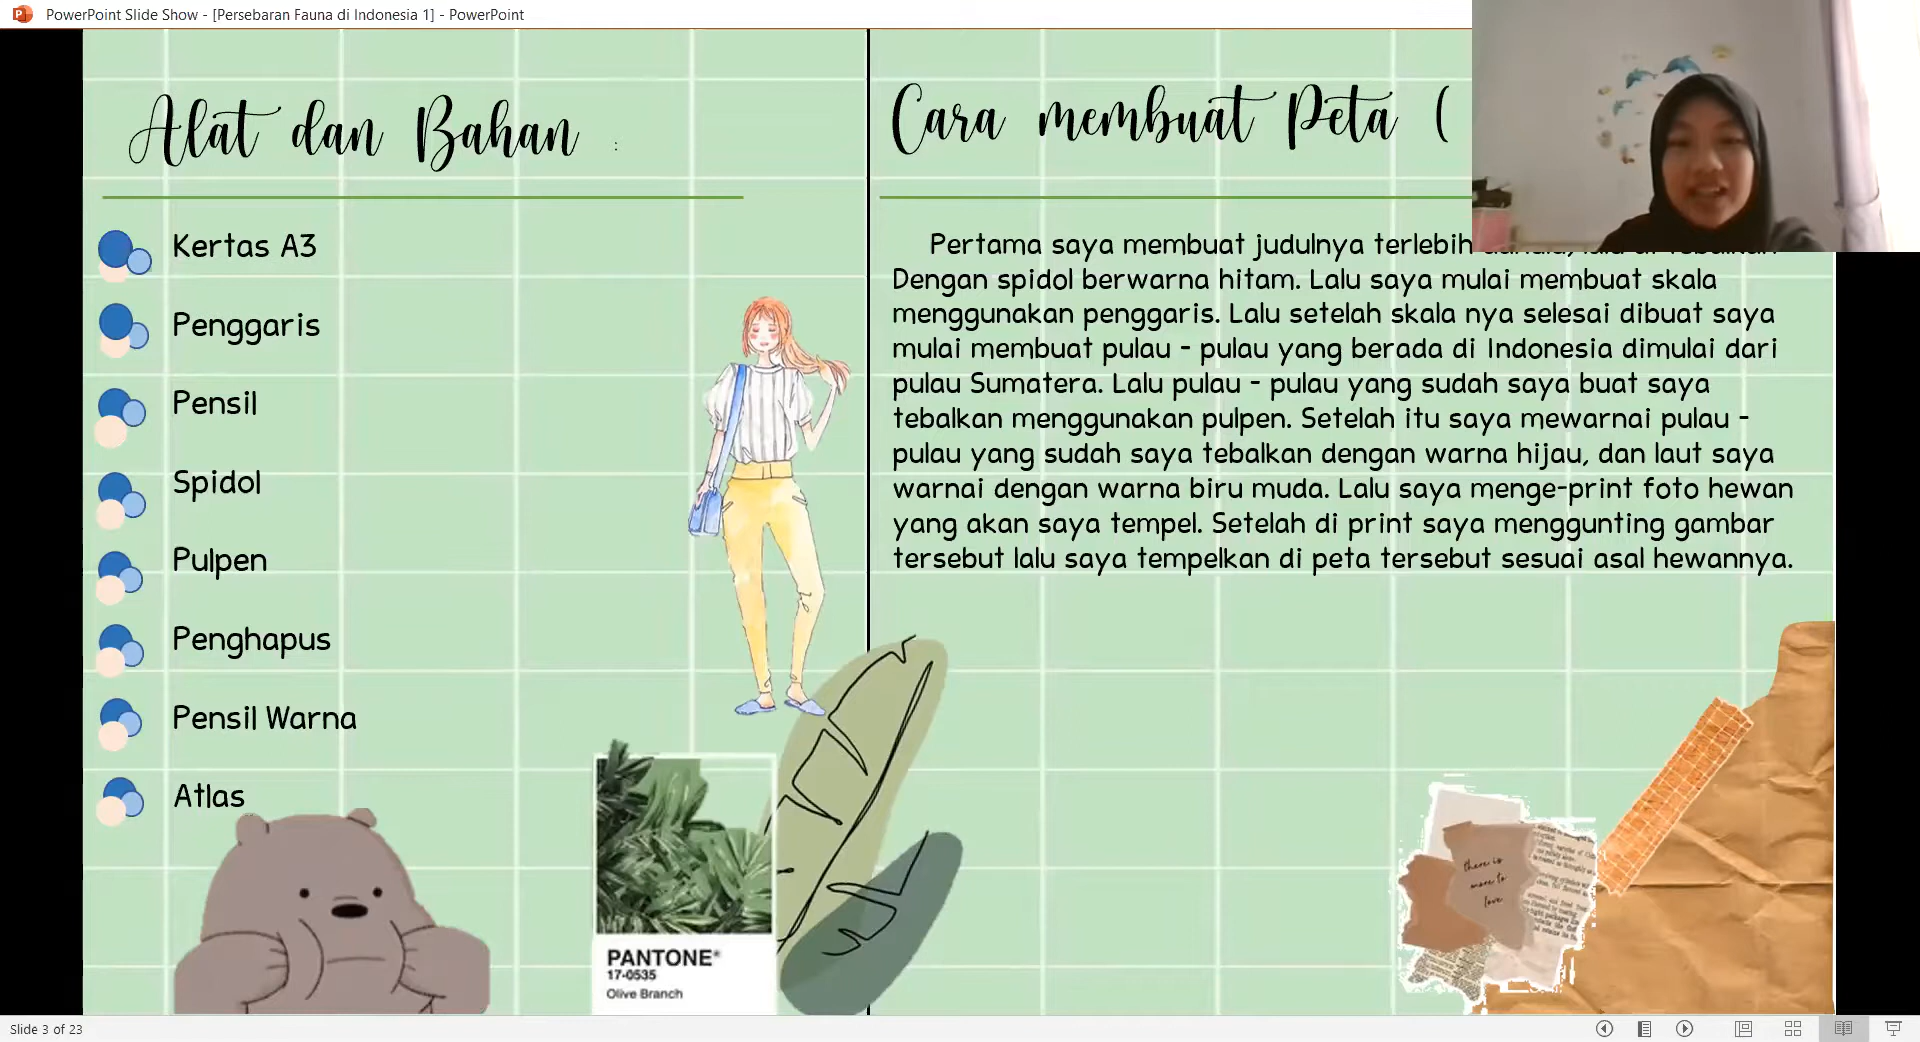 PowerPoint Slide Show - [Persebaran Fauna di Indonesia 1] - PowerPoint
Alat dan Bahan :
Kertas A3
Penggaris
Pensil
Spidol
Pulpen
Penghapus
Pensil Warna
Atlas
Cara membuat Peta (
Pertama saya membuat judulnya terlebih
Dengan spidol berwarna hitam. Lalu saya mulai membuat skala
menggunakan penggaris. Lalu setelah skala nya selesai dibuat saya
mulai membuat pulau - pulau yang berada di Indonesia dimulai dari
pulau Sumatera. Lalu pulau - pulau yang sudah saya buat saya
tebalkan menggunakan pulpen. Setelah itu saya mewarnai pulau -
pulau yang sudah saya tebalkan dengan warna hijau, dan laut saya
warnai dengan warna biru muda. Lalu saya menge-print foto hewan
yang akan saya tempel. Setelah di print saya menggunting gambar
tersebut lalu saya tempelkan di peta tersebut sesuai asal hewannya.
PANTONE®
17-0535
Olive Branch
there is
more to
love
Slide 3 of 23